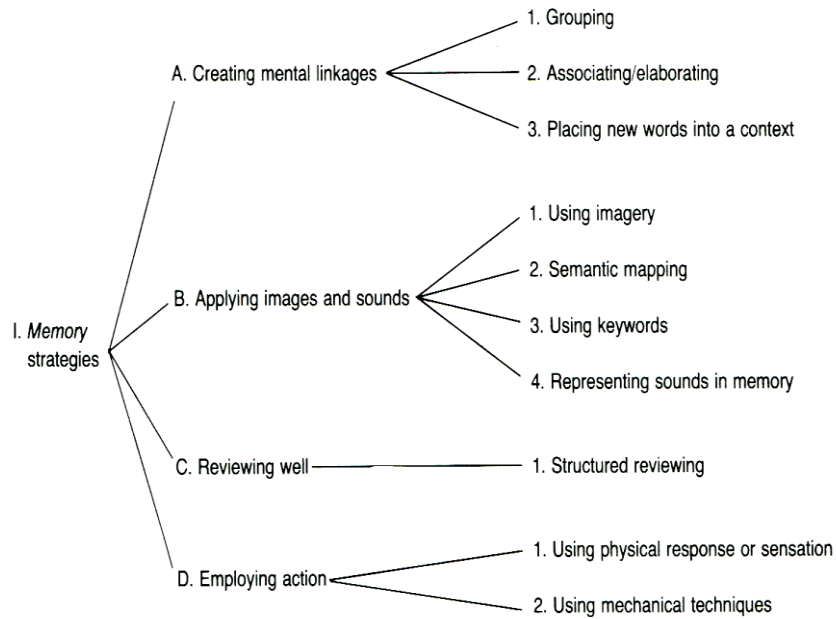 I. Memory
strategies
A. Creating mental linkages
1. Grouping
2. Associating/elaborating
3. Placing new words into a context
B. Applying images and sounds
1. Using imagery
2. Semantic mapping
3. Using keywords
4. Representing sounds in memory
C. Reviewing well
1. Structured reviewing
D. Employing action
1. Using physical response or sensation
2. Using mechanical techniques